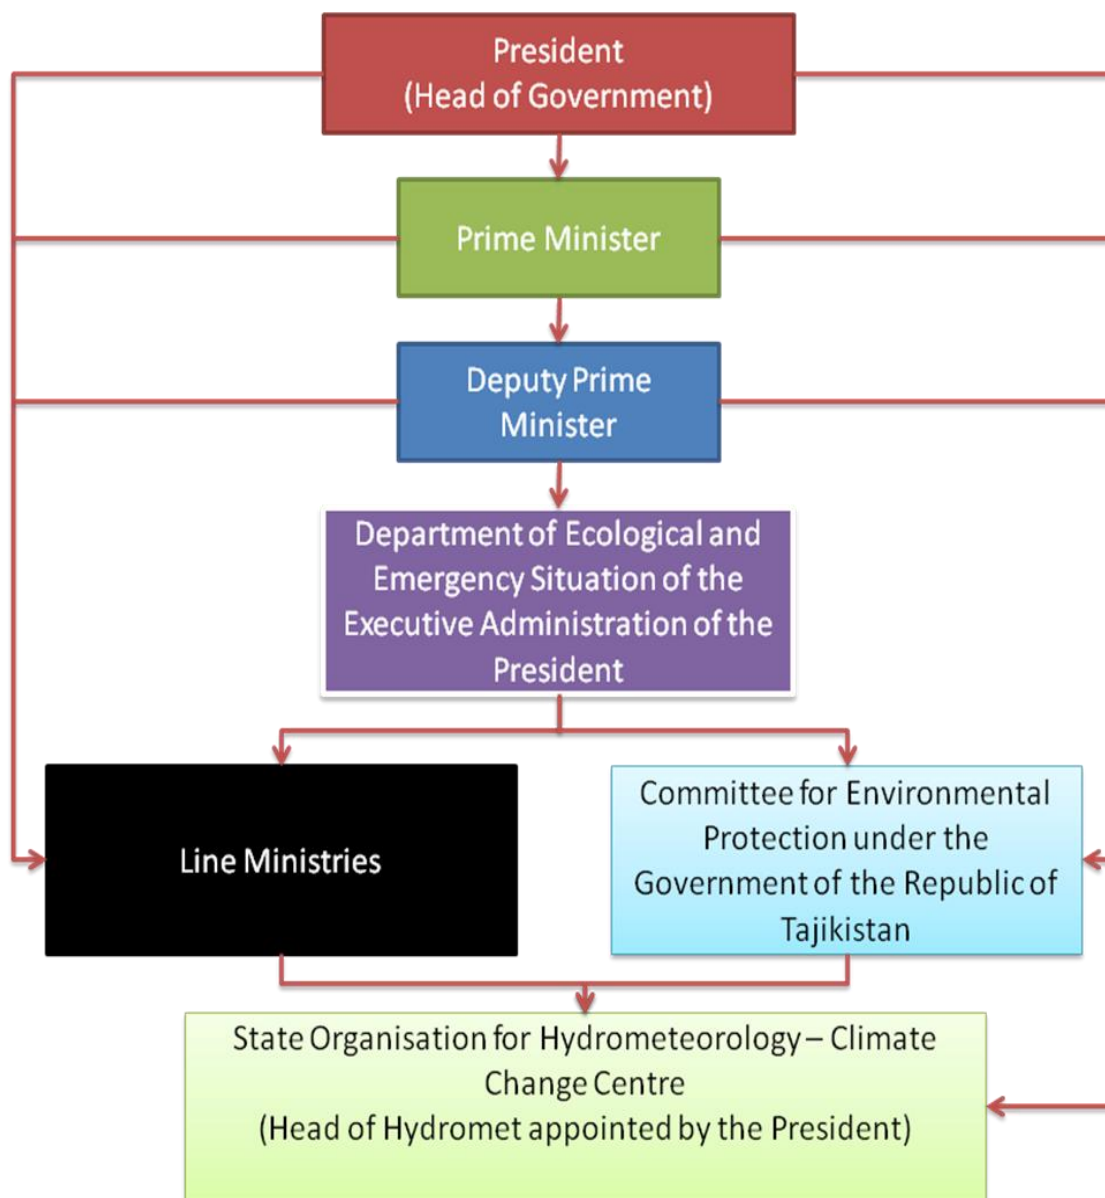 President
(Head of Government)
Prime Minister
Deputy Prime
Minister
Department of Ecological and
Emergency Situation of the
Executive Administration of the
President
Line Ministries
Committee for Environmental
Protection under the
Government of the Republic of
Tajikistan
State Organisation for Hydrometeorology – Climate
Change Centre
(Head of Hydromet appointed by the President)